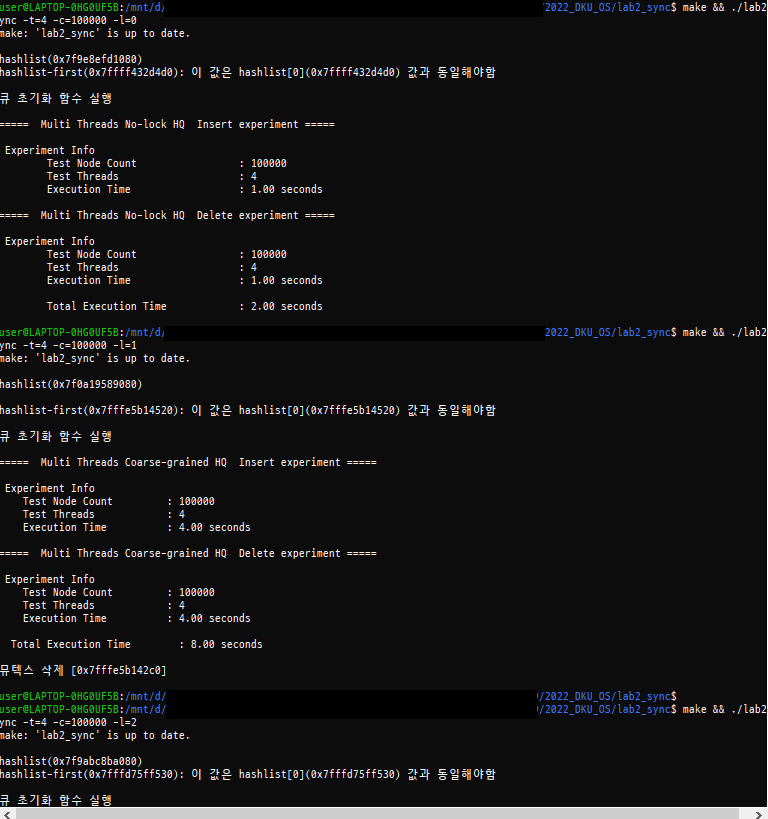 user@LAPTOP-0HG0UF5B:/mnt/d/ 2022_DKU_OS/lab2_sync$ make && ./lab2
ync -t=4 -c=100000 -l=0
make: 'lab2_sync' is up to date.
hashlist(0x7f9e8efd1080)
hashlist-first(0x7ffff432d4d0): 이 값은 hashlist[0](0x7ffff432d4d0) 값과 동일해야함
큐 초기화 함수 실행
===== Multi Threads No-lock HQ Insert experiment =====
Experiment Info
Test Node Count : 100000
Test Threads : 4
Execution Time : 1.00 seconds
===== Multi Threads No-lock HQ Delete experiment =====
Experiment Info
Test Node Count : 100000
Test Threads : 4
Execution Time : 1.00 seconds
Total Execution Time : 2.00 seconds
user@LAPTOP-0HG0UF5B:/mnt/d/ 2022_DKU_OS/lab2_sync$ make && ./lab2
ync -t=4 -c=100000 -l=1
make: 'lab2_sync' is up to date.
hashlist(0x7f0a19589080)
hashlist-first(0x7fffe5b14520): 이 값은 hashlist[0](0x7fffe5b14520) 값과 동일해야함
큐 초기화 함수 실행
===== Multi Threads Coarse-grained HQ Insert experiment =====
Experiment Info
Test Node Count : 100000
Test Threads : 4
Execution Time : 4.00 seconds
===== Multi Threads Coarse-grained HQ Delete experiment =====
Experiment Info
Test Node Count : 100000
Test Threads : 4
Execution Time : 4.00 seconds
Total Execution Time : 8.00 seconds
뮤텍스 삭제 [0x7fffe5b142c0]
user@LAPTOP-0HG0UF5B:/mnt/d/ /2022_DKU_OS/lab2_sync$
user@LAPTOP-0HG0UF5B:/mnt/d/ /2022_DKU_OS/lab2_sync$ make && ./lab2
ync -t=4 -c=100000 -l=2
make: 'lab2_sync' is up to date.
hashlist(0x7f9abc8ba080)
hashlist-first(0x7fffd75ff530): 이 값은 hashlist[0](0x7fffd75ff530) 값과 동일해야함
큐 초기화 함수 실행